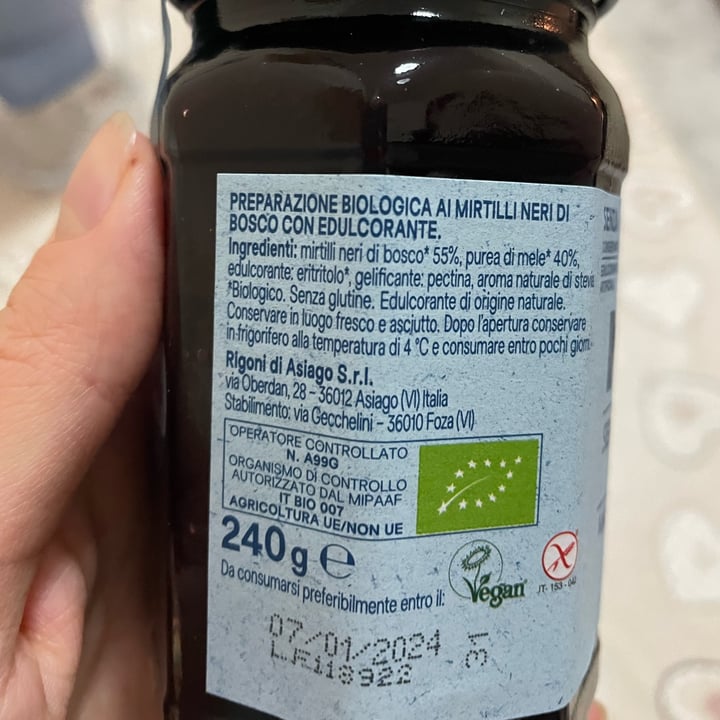 PREPARAZIONE BIOLOGICA AI MIRTILLI NERI DI
BOSCO CON EDULCORANTE.
Ingredienti: mirtilli neri di bosco* 55%, purea di mele* 40%,
edulcorante: eritritolo*, gelificante: pectina, aroma naturale di stevia.
*Biologico. Senza glutine. Edulcorante di origine naturale.
Conservare in luogo fresco e asciutto. Dopo l'apertura conservare
in frigorifero alla temperatura di 4 °C e consumare entro pochi giorni.
Rigoni di Asiago S.r.l.
via Oberdan, 28 - 36012 Asiago (VI) Italia
Stabilimento: via Gecchelini - 36010 Foza (VI)
OPERATORE CONTROLLATO
N. A99G
ORGANISMO DI CONTROLLO
AUTORIZZATO DAL MIPAAF
IT BIO 007
AGRICOLTURA UE/NON UE
240 g e
Vegan
Da consumarsi preferibilmente entro il:
07/01/2024
31